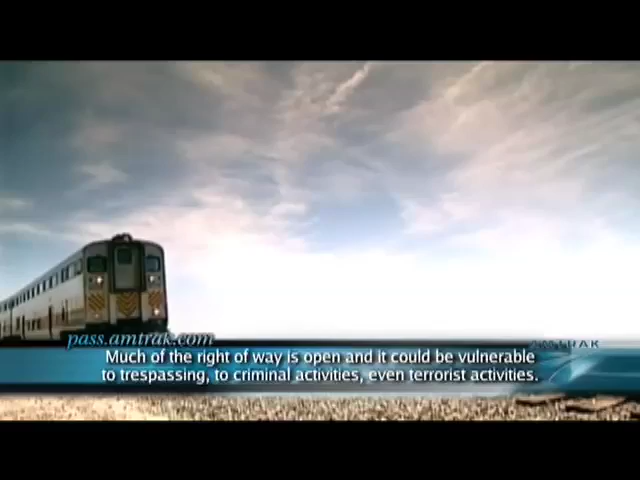 pass.amtrak.com
AMTRAK
Much of the right of way is open and it could be vulnerable
to trespassing, to criminal activities, even terrorist activities.